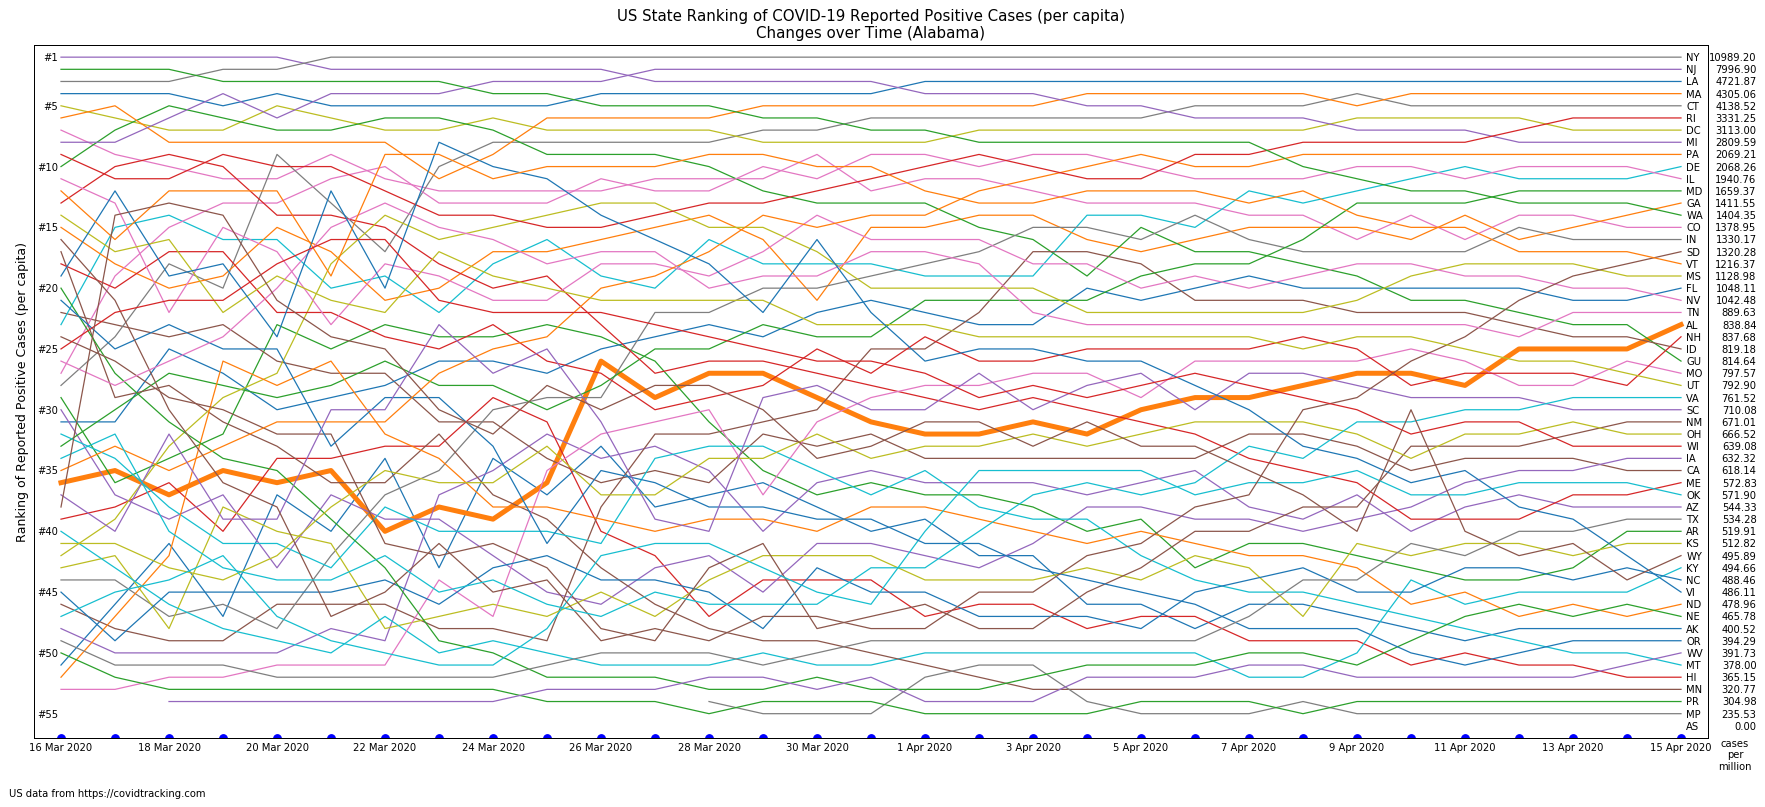 US State Ranking of COVID-19 Reported Positive Cases (per capita)
Changes over Time (Alabama)
Ranking of Reported Positive Cases (per capita)
#1
#5
#10
#15
#20
#25
#30
#35
#40
#45
#50
#55
NY 10989.20
NJ 7996.90
LA 4721.87
MA 4305.06
CT 4138.52
RI 3331.25
DC 3113.00
MI 2809.59
PA 2069.21
DE 2068.26
IL 1940.76
MD 1659.37
GA 1411.55
WA 1404.35
CO 1378.95
IN 1330.17
SD 1320.28
VT 1216.37
MS 1128.98
FL 1048.11
NV 1042.48
TN 889.63
AL 838.84
NH 837.68
ID 819.18
GU 814.64
MO 797.57
UT 792.90
VA 761.52
SC 710.08
NM 671.01
OH 666.52
WI 639.08
IA 632.32
CA 618.14
ME 572.83
OK 571.90
AZ 544.33
TX 534.28
AR 519.91
KS 512.82
WY 495.89
KY 494.66
NC 488.46
VI 486.11
ND 478.96
NE 465.78
AK 400.52
OR 394.29
WV 391.73
MT 378.00
HI 365.15
MN 320.77
PR 304.98
MP 235.53
AS 0.00
16 Mar 2020 18 Mar 2020 20 Mar 2020 22 Mar 2020 24 Mar 2020 26 Mar 2020 28 Mar 2020 30 Mar 2020 1 Apr 2020 3 Apr 2020 5 Apr 2020 7 Apr 2020 9 Apr 2020 11 Apr 2020 13 Apr 2020 15 Apr 2020
cases
per
million
US data from https://covidtracking.com